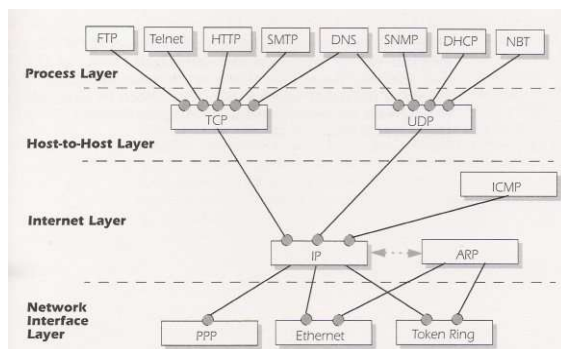 FTP Telnet HTTP SMTP DNS SNMP DHCP NBT
Process Layer
TCP UDP
Host-to-Host Layer
ICMP
Internet Layer
IP ARP
Network
Interface
Layer
PPP Ethernet Token Ring